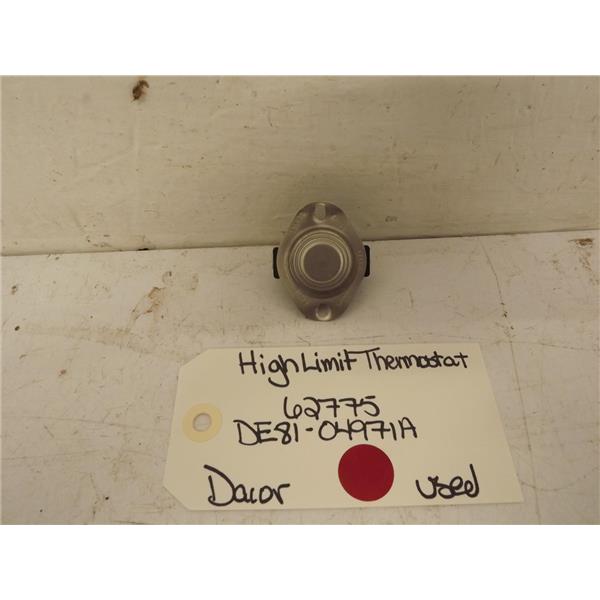 High Limit Thermostat
62775
DE81-04971A
Dacor used